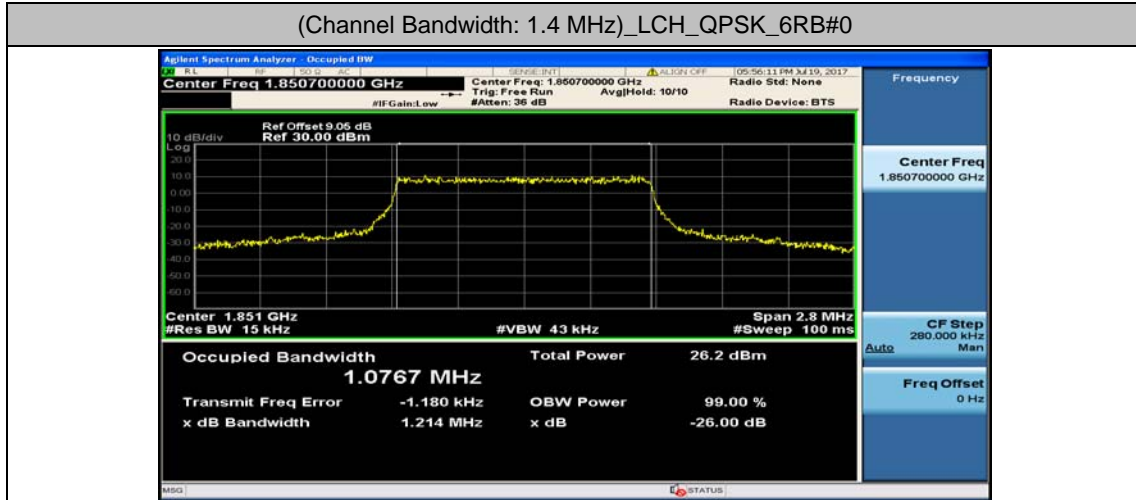 (Channel Bandwidth: 1.4 MHz)_LCH_QPSK_6RB#0
Agilent Spectrum Analyzer - Occupied BW
RL RF 50 Ω AC SENSE:INT ALIGN OFF 05:56:11 PM Jul 19, 2017
Center Freq 1.850700000 GHz
Center Freq: 1.850700000 GHz
Radio Std: None
Trig: Free Run
Avg|Hold: 10/10
#IFGain:Low
#Atten: 36 dB
Radio Device: BTS
Ref Offset 9.05 dB
10 dB/div
Ref 30.00 dBm
Log
20.0
10.0
0.00
-10.0
-20.0
-30.0
-40.0
-50.0
-60.0
Center 1.851 GHz
Span 2.8 MHz
#Res BW 15 kHz
#VBW 43 kHz
#Sweep 100 ms
Occupied Bandwidth
Total Power
26.2 dBm
1.0767 MHz
Transmit Freq Error
-1.180 kHz
OBW Power
99.00 %
x dB Bandwidth
1.214 MHz
x dB
-26.00 dB
MSG
STATUS
Frequency
Center Freq
1.850700000 GHz
CF Step
280.000 kHz
Auto Man
Freq Offset
0 Hz